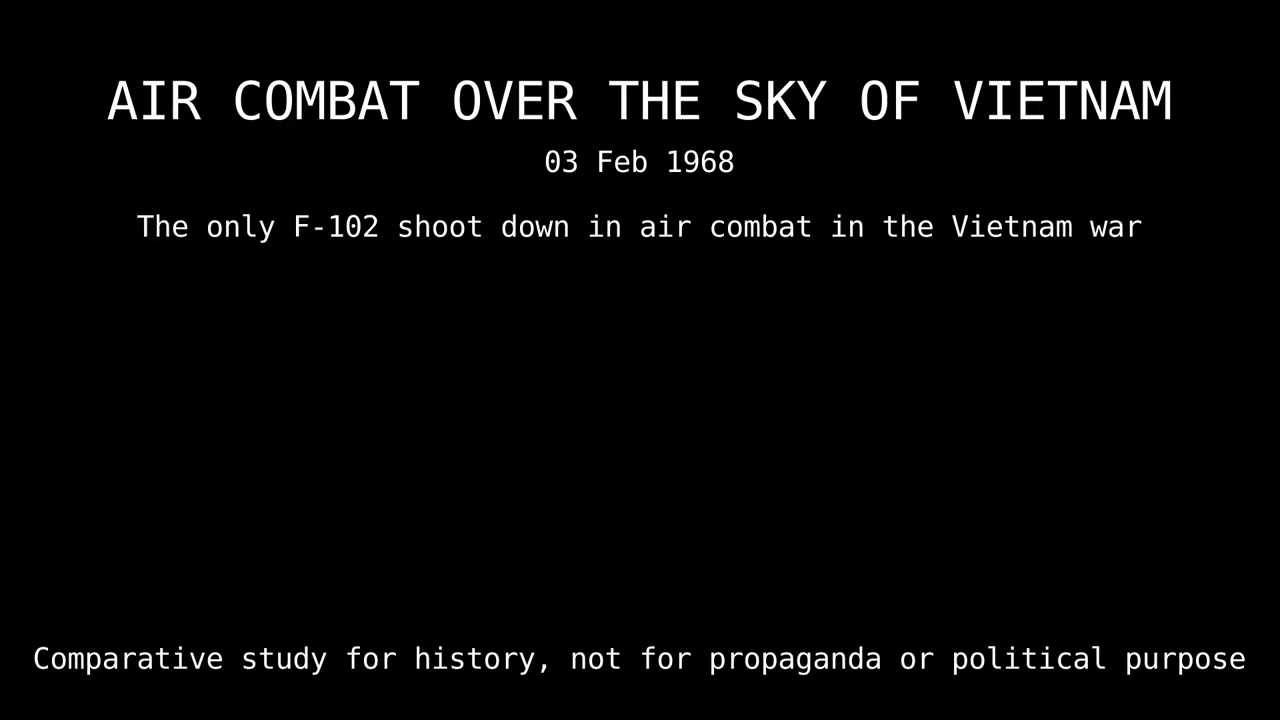 AIR COMBAT OVER THE SKY OF VIETNAM
03 Feb 1968
The only F-102 shoot down in air combat in the Vietnam war
Comparative study for history, not for propaganda or political purpose